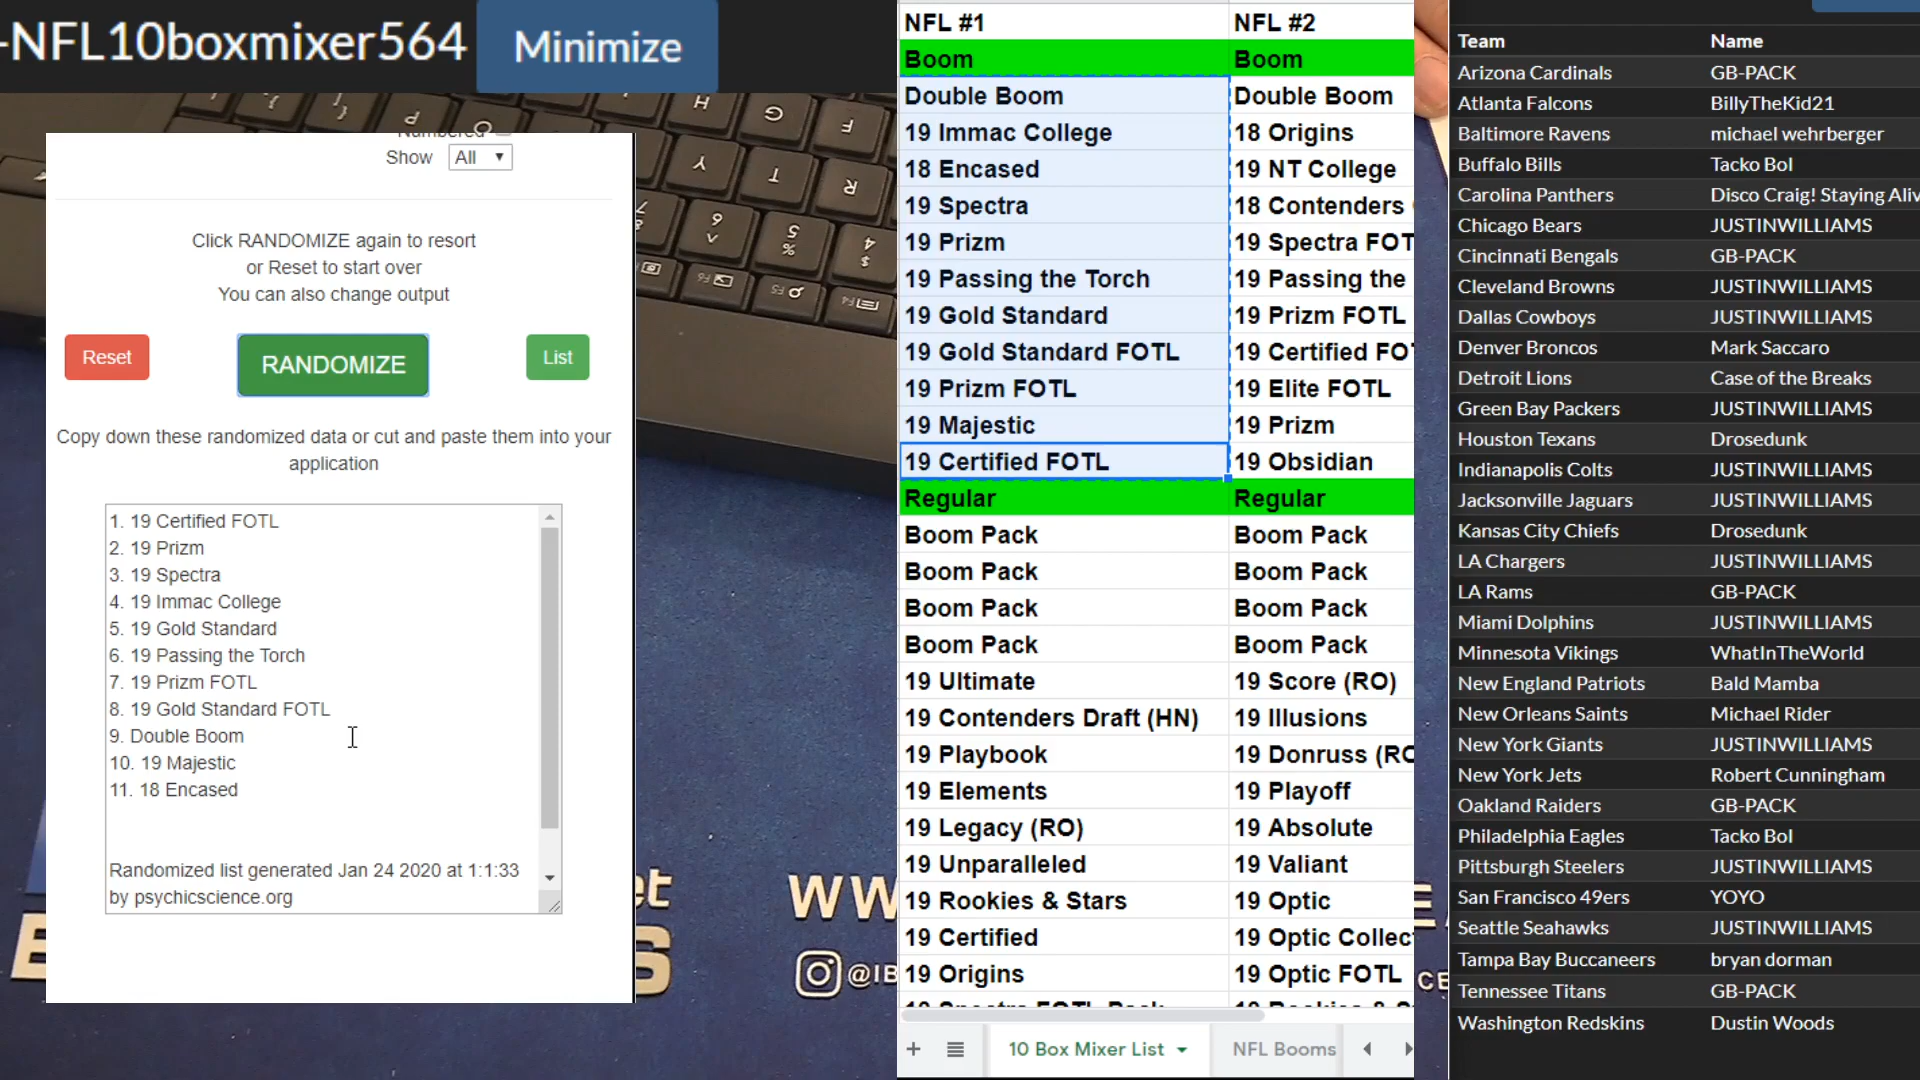 -NFL10boxmixer564
Minimize
Show
All
Click RANDOMIZE again to resort
or Reset to start over
You can also change output
Reset
RANDOMIZE
List
Copy down these randomized data or cut and paste them into your
application
1. 19 Certified FOTL
2. 19 Prizm
3. 19 Spectra
4. 19 Immac College
5. 19 Gold Standard
6. 19 Passing the Torch
7. 19 Prizm FOTL
8. 19 Gold Standard FOTL
9. Double Boom
10. 19 Majestic
11. 18 Encased
Randomized list generated Jan 24 2020 at 1:1:33
by psychicscience.org
NFL #1 NFL #2
Boom Boom
Double Boom Double Boom
19 Immac College 18 Origins
18 Encased 19 NT College
19 Spectra 18 Contenders
19 Prizm 19 Spectra FOT
19 Passing the Torch 19 Passing the
19 Gold Standard 19 Prizm FOTL
19 Gold Standard FOTL 19 Certified FO
19 Prizm FOTL 19 Elite FOTL
19 Majestic 19 Prizm
19 Certified FOTL 19 Obsidian
Regular Regular
Boom Pack Boom Pack
Boom Pack Boom Pack
Boom Pack Boom Pack
Boom Pack Boom Pack
19 Ultimate 19 Score (RO)
19 Contenders Draft (HN) 19 Illusions
19 Playbook 19 Donruss (RO
19 Elements 19 Playoff
19 Legacy (RO) 19 Absolute
19 Unparalleled 19 Valiant
19 Rookies & Stars 19 Optic
19 Certified 19 Optic Collec
19 Origins 19 Optic FOTL
10 Box Mixer List
NFL Booms
Team Name
Arizona Cardinals GB-PACK
Atlanta Falcons BillyTheKid21
Baltimore Ravens michael wehrberger
Buffalo Bills Tacko Bol
Carolina Panthers Disco Craig! Staying Aliv
Chicago Bears JUSTINWILLIAMS
Cincinnati Bengals GB-PACK
Cleveland Browns JUSTINWILLIAMS
Dallas Cowboys JUSTINWILLIAMS
Denver Broncos Mark Saccaro
Detroit Lions Case of the Breaks
Green Bay Packers JUSTINWILLIAMS
Houston Texans Drosedunk
Indianapolis Colts JUSTINWILLIAMS
Jacksonville Jaguars JUSTINWILLIAMS
Kansas City Chiefs Drosedunk
LA Chargers JUSTINWILLIAMS
LA Rams GB-PACK
Miami Dolphins JUSTINWILLIAMS
Minnesota Vikings WhatInTheWorld
New England Patriots Bald Mamba
New Orleans Saints Michael Rider
New York Giants JUSTINWILLIAMS
New York Jets Robert Cunningham
Oakland Raiders GB-PACK
Philadelphia Eagles Tacko Bol
Pittsburgh Steelers JUSTINWILLIAMS
San Francisco 49ers YOYO
Seattle Seahawks JUSTINWILLIAMS
Tampa Bay Buccaneers bryan dorman
Tennessee Titans GB-PACK
Washington Redskins Dustin Woods